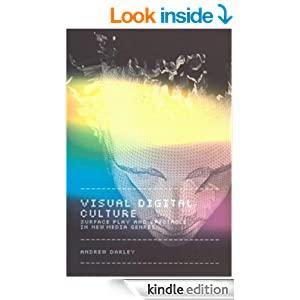 Look inside
VISUAL DIGITAL
CULTURE
SURFACE PLAY AND SPECTACLE
IN NEW MEDIA GENRES
ANDREW DARLEY
kindle edition